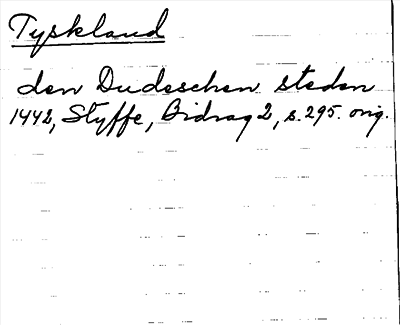 Tyskland
den Dudeschen steden
1442, Styffe, Bidrag 2, s. 295. orig.